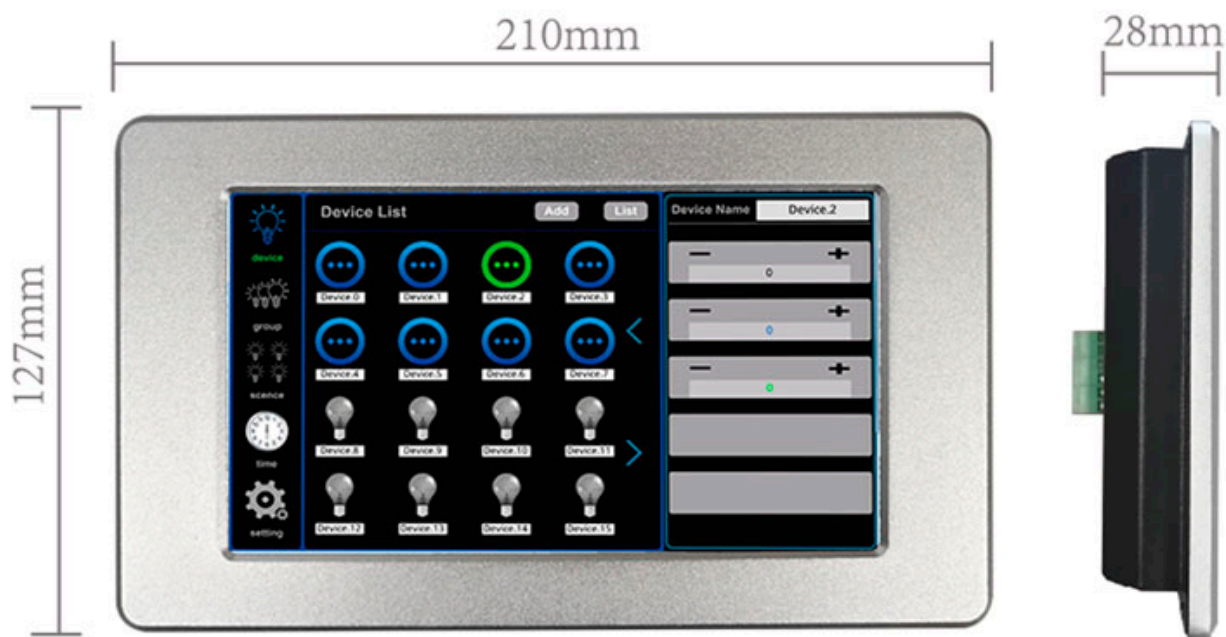 210mm
28mm
127mm
device
group
scence
time
setting
Device List
Add
List
Device.0
Device.1
Device.2
Device.3
Device.4
Device.5
Device.6
Device.7
Device.8
Device.9
Device.10
Device.11
Device.12
Device.13
Device.14
Device.15
Device Name
Device.2
0
0
0